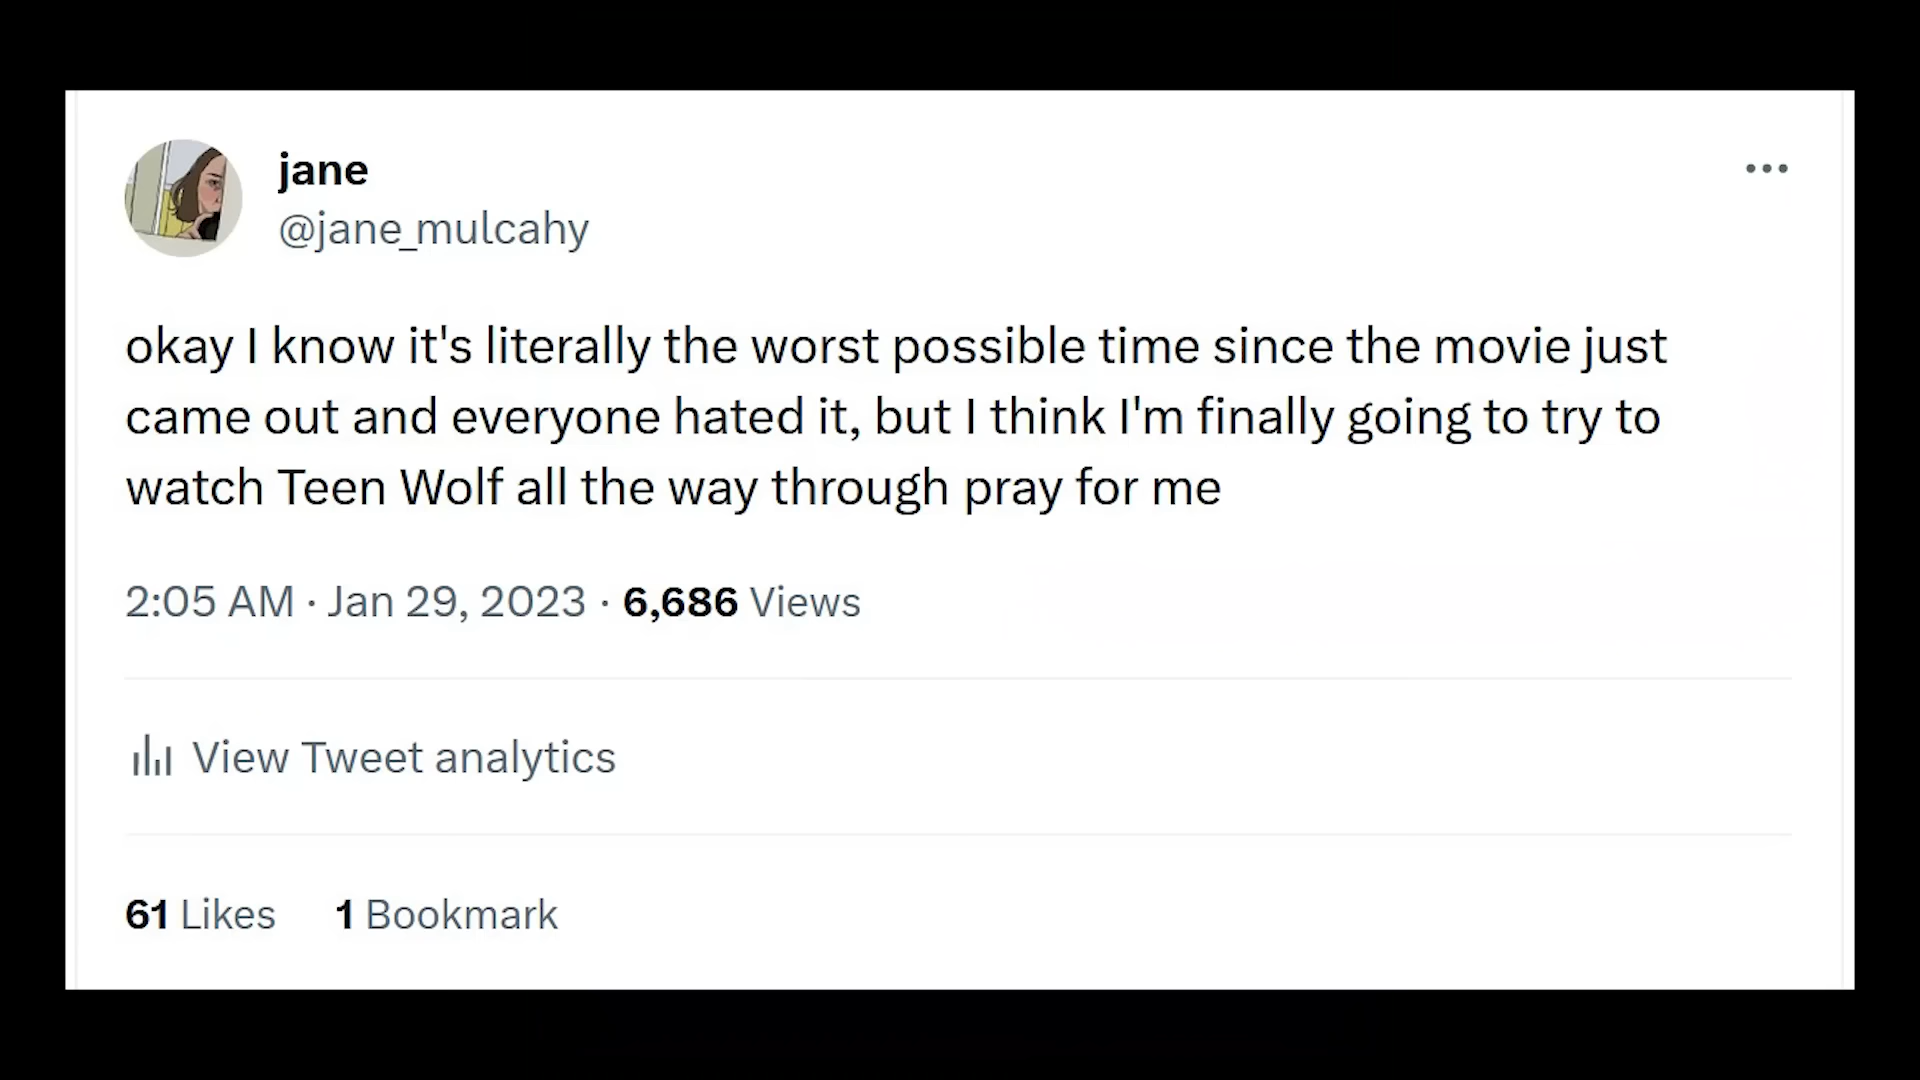 jane
@jane_mulcahy
okay I know it's literally the worst possible time since the movie just
came out and everyone hated it, but I think I'm finally going to try to
watch Teen Wolf all the way through pray for me
2:05 AM · Jan 29, 2023 · 6,686 Views
View Tweet analytics
61 Likes 1 Bookmark